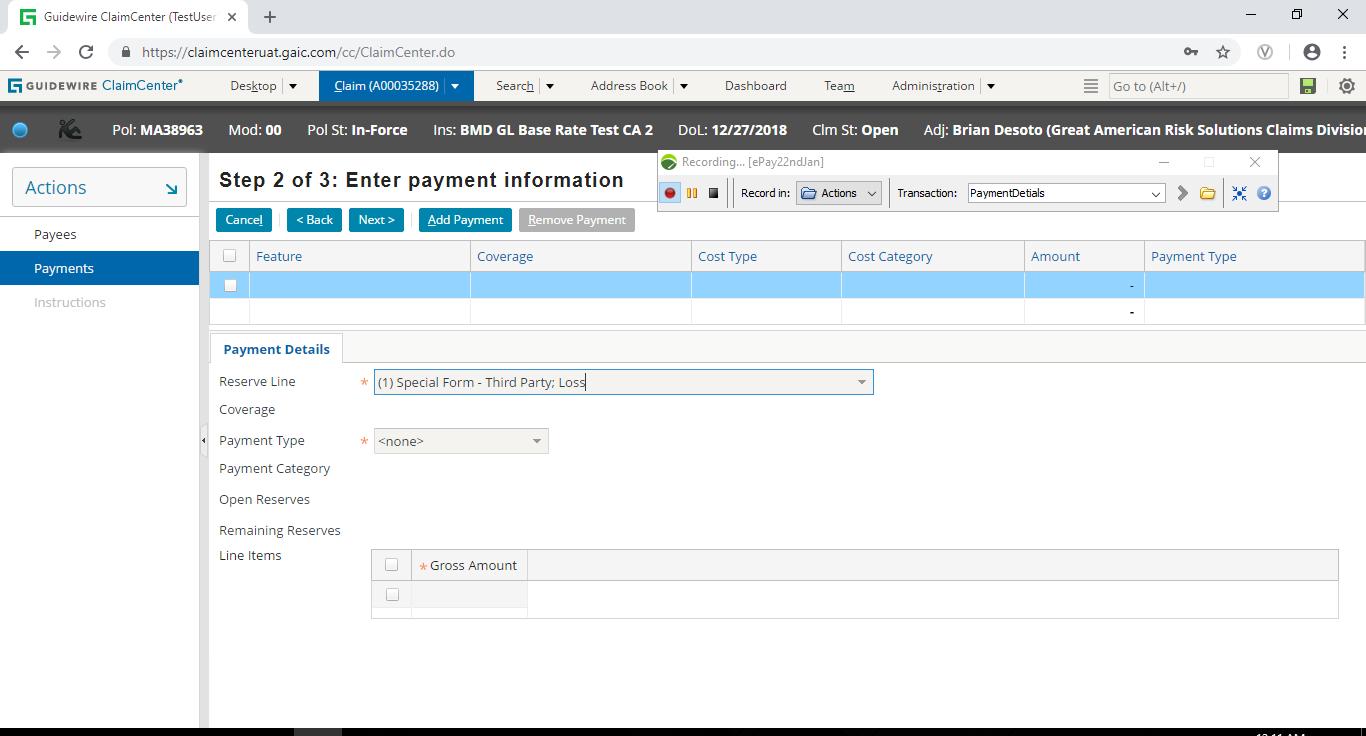 Guidewire ClaimCenter (TestUser
https://claimcenteruat.gaic.com/cc/ClaimCenter.do
GUIDEWIRE ClaimCenter® Desktop Claim (A00035288) Search Address Book Dashboard Team Administration Go to (Alt+/)
Pol: MA38963 Mod: 00 Pol St: In-Force Ins: BMD GL Base Rate Test CA 2 DoL: 12/27/2018 Clm St: Open Adj: Brian Desoto (Great American Risk Solutions Claims Divisio
Recording... [ePay22ndJan]
Record in: Actions Transaction: PaymentDetials
Actions
Payees
Payments
Instructions
Step 2 of 3: Enter payment information
Cancel < Back Next > Add Payment Remove Payment
Feature Coverage Cost Type Cost Category Amount Payment Type
-
-
Payment Details
Reserve Line * (1) Special Form - Third Party; Loss
Coverage
Payment Type * <none>
Payment Category
Open Reserves
Remaining Reserves
Line Items
* Gross Amount